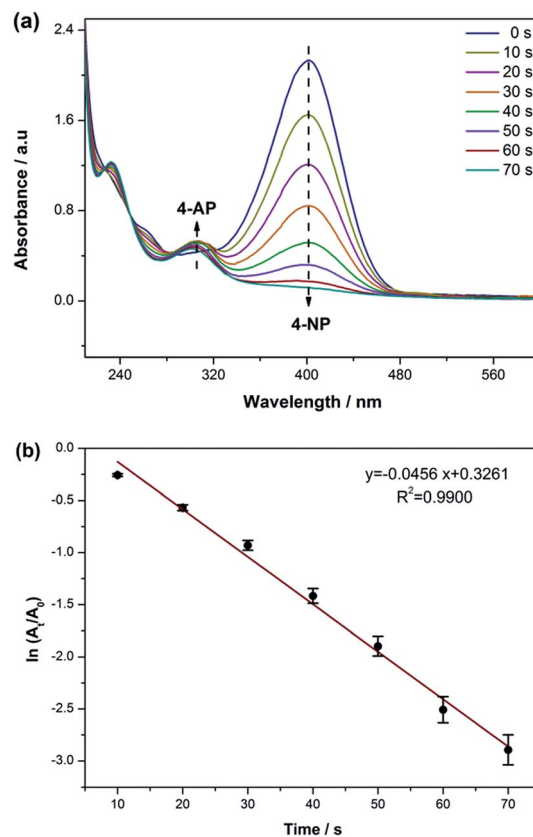 (a)
2.4
1.6
0.8
0.0
Absorbance / a.u
0 s
10 s
20 s
30 s
40 s
50 s
60 s
70 s
4-AP
4-NP
240 320 400 480 560
Wavelength / nm
(b)
0.0
-0.5
-1.0
-1.5
-2.0
-2.5
-3.0
ln (At/A0)
y=-0.0456 x+0.3261
R²=0.9900
10 20 30 40 50 60 70
Time / s